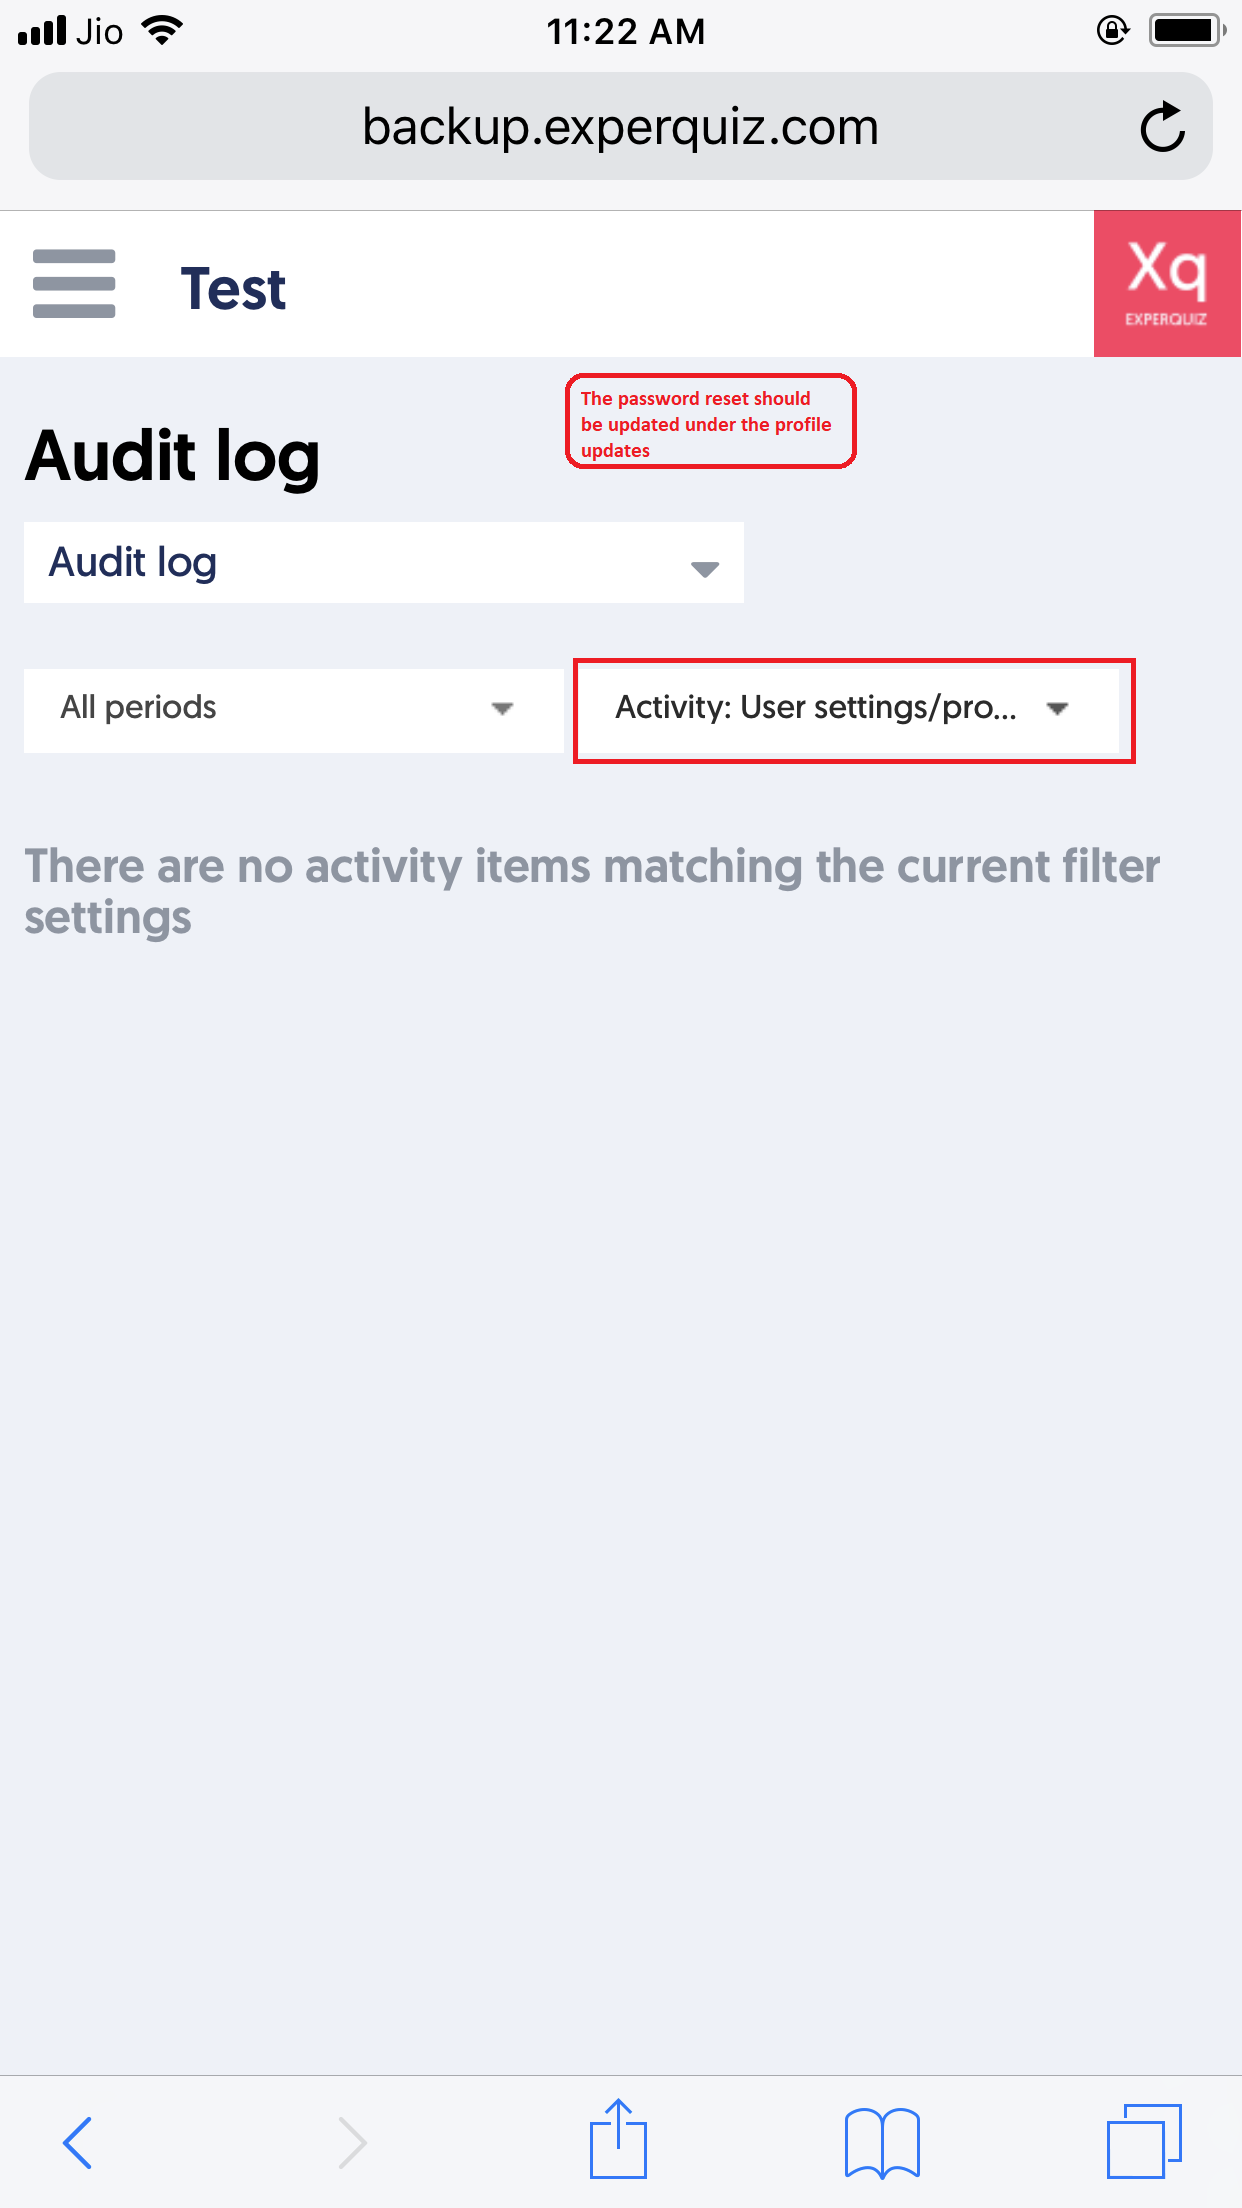 Jio 11:22 AM
backup.experquiz.com
Test
Xq
EXPERQUIZ
The password reset should
be updated under the profile
updates
Audit log
Audit log
All periods
Activity: User settings/pro...
There are no activity items matching the current filter
settings